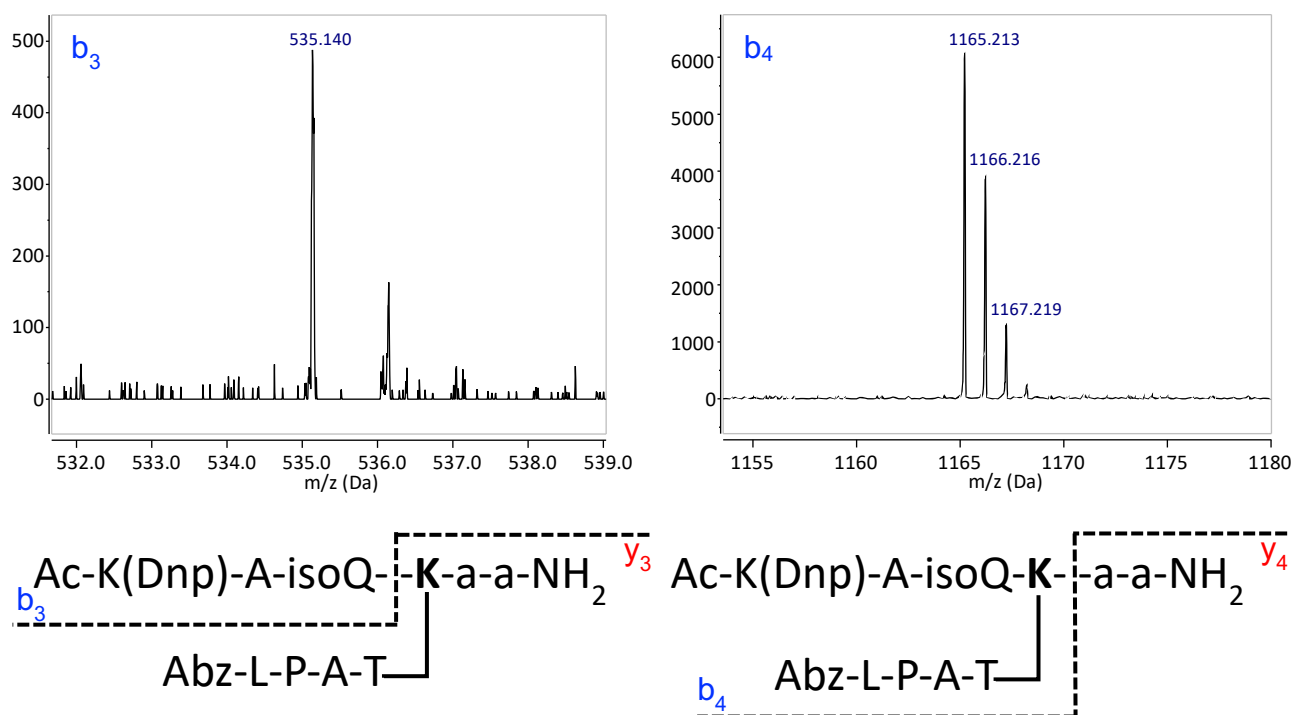 b3
535.140
500
400
300
200
100
0
532.0 533.0 534.0 535.0 536.0 537.0 538.0 539.0
m/z (Da)
b4
1165.213
1166.216
1167.219
6000
5000
4000
3000
2000
1000
0
1155 1160 1165 1170 1175 1180
m/z (Da)
Ac-K(Dnp)-A-isoQ--K-a-a-NH2
y3
b3
Abz-L-P-A-T
Ac-K(Dnp)-A-isoQ-K--a-a-NH2
y4
Abz-L-P-A-T
b4